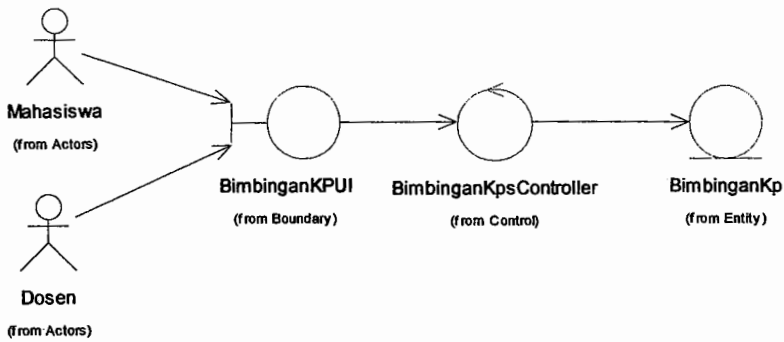 Mahasiswa
(from Actors)
BimbinganKPUI
(from Boundary)
BimbinganKpsController
(from Control)
BimbinganKp
(from Entity)
Dosen
(from Actors)